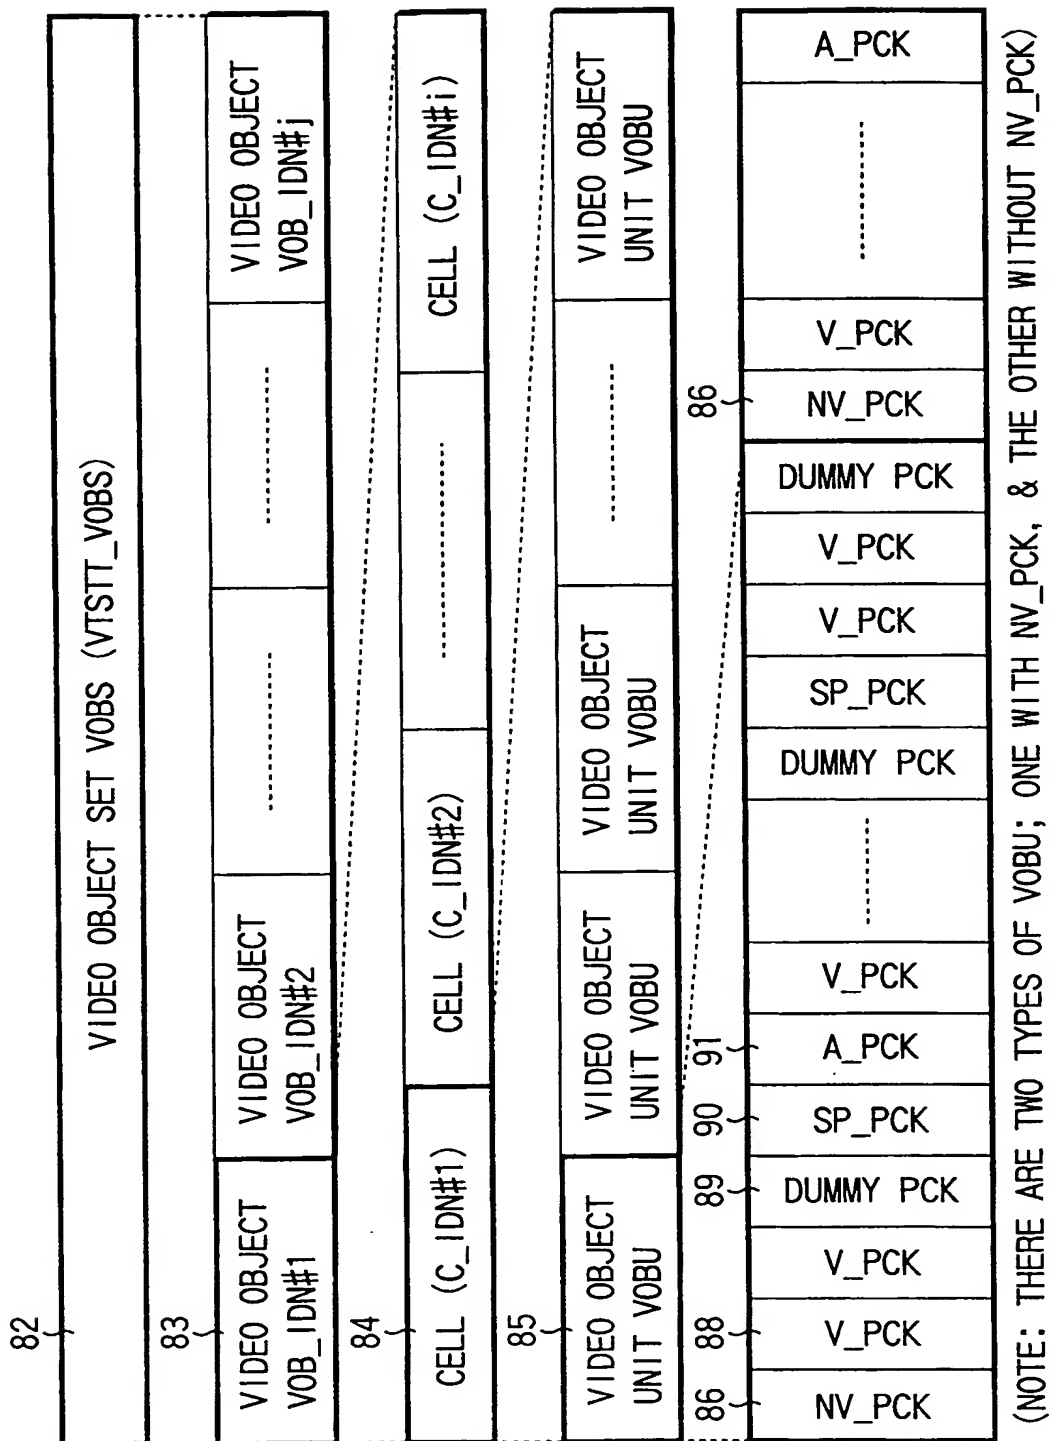 82
VIDEO OBJECT SET VOBS (VTSTT_VOBS)
83
VIDEO OBJECT
VOB_IDN#1
VIDEO OBJECT
VOB_IDN#2
VIDEO OBJECT
VOB_IDN#j
84
CELL (C_IDN#1)
CELL (C_IDN#2)
CELL (C_IDN#i)
85
VIDEO OBJECT
UNIT VOBU
VIDEO OBJECT
UNIT VOBU
VIDEO OBJECT
UNIT VOBU
VIDEO OBJECT
UNIT VOBU
86
88
89
90
91
86
NV_PCK
V_PCK
V_PCK
DUMMY PCK
SP_PCK
A_PCK
V_PCK
DUMMY PCK
SP_PCK
V_PCK
V_PCK
DUMMY PCK
NV_PCK
V_PCK
A_PCK
(NOTE: THERE ARE TWO TYPES OF VOBU; ONE WITH NV_PCK, & THE OTHER WITHOUT NV_PCK)